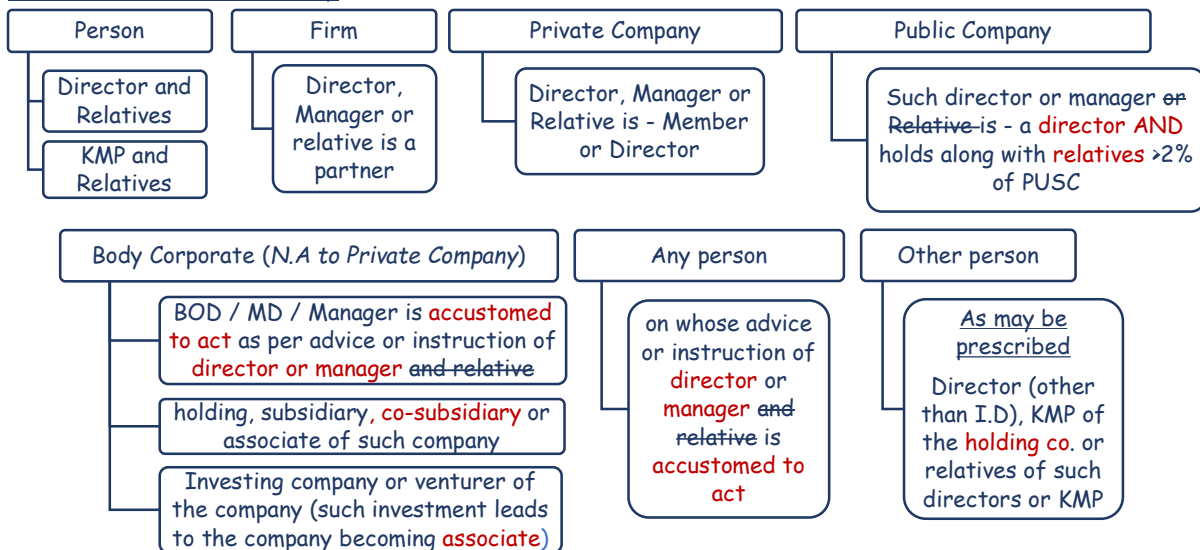 Person
Director and
Relatives
KMP and
Relatives
Firm
Director,
Manager or
relative is a
partner
Private Company
Director, Manager or
Relative is - Member
or Director
Public Company
Such director or manager or
Relative is - a director AND
holds along with relatives >2%
of PUSC
Body Corporate (N.A to Private Company)
BOD / MD / Manager is accustomed
to act as per advice or instruction of
director or manager and relative
holding, subsidiary, co-subsidiary or
associate of such company
Investing company or venturer of
the company (such investment leads
to the company becoming associate)
Any person
on whose advice
or instruction of
director or
manager and
relative is
accustomed to
act
Other person
As may be
prescribed
Director (other
than I.D), KMP of
the holding co. or
relatives of such
directors or KMP